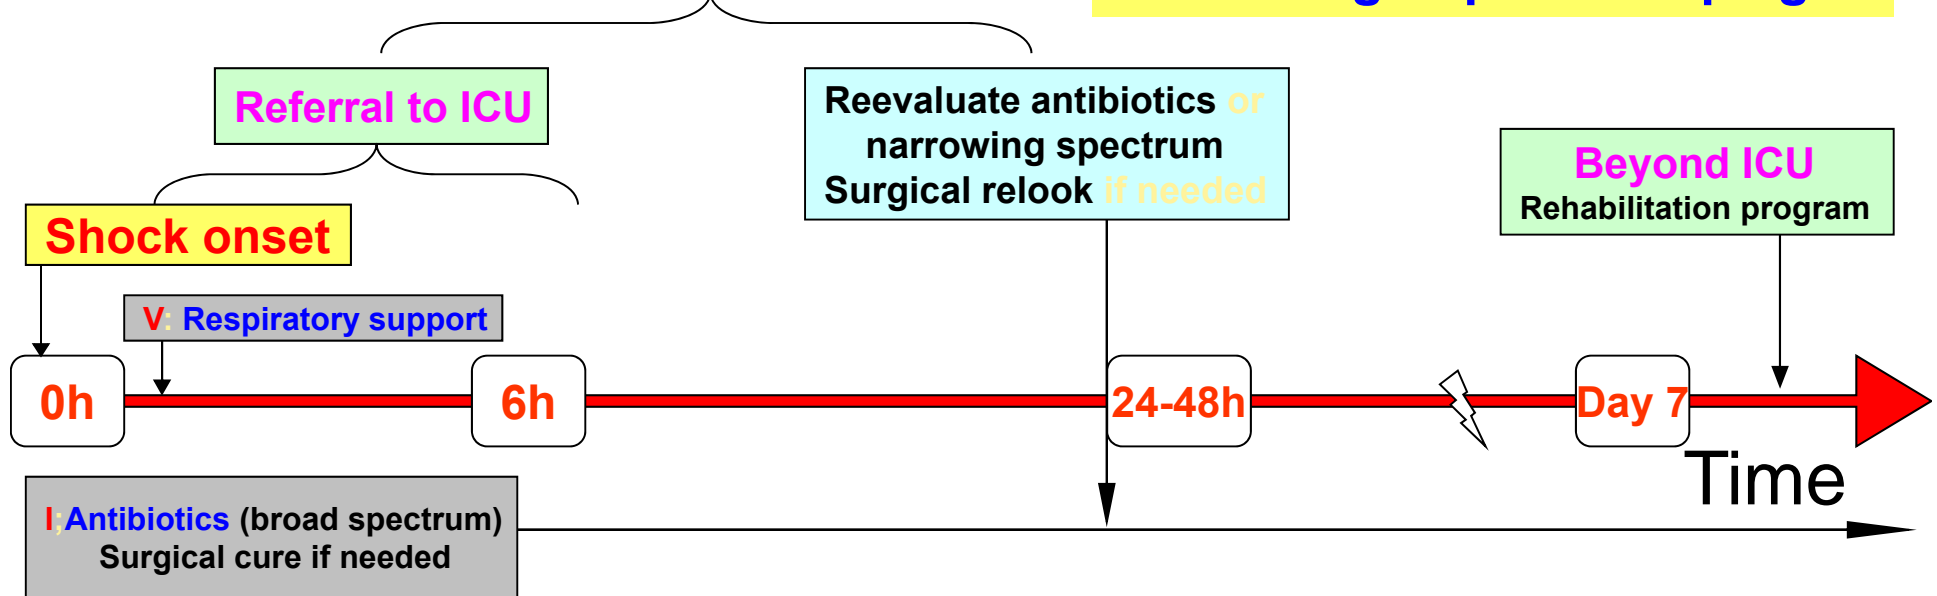 Referral to ICU
Reevaluate antibiotics or
narrowing spectrum
Surgical relook if needed
Beyond ICU
Rehabilitation program
Shock onset
V: Respiratory support
0h
6h
24-48h
Day 7
Time
I;Antibiotics (broad spectrum)
Surgical cure if needed